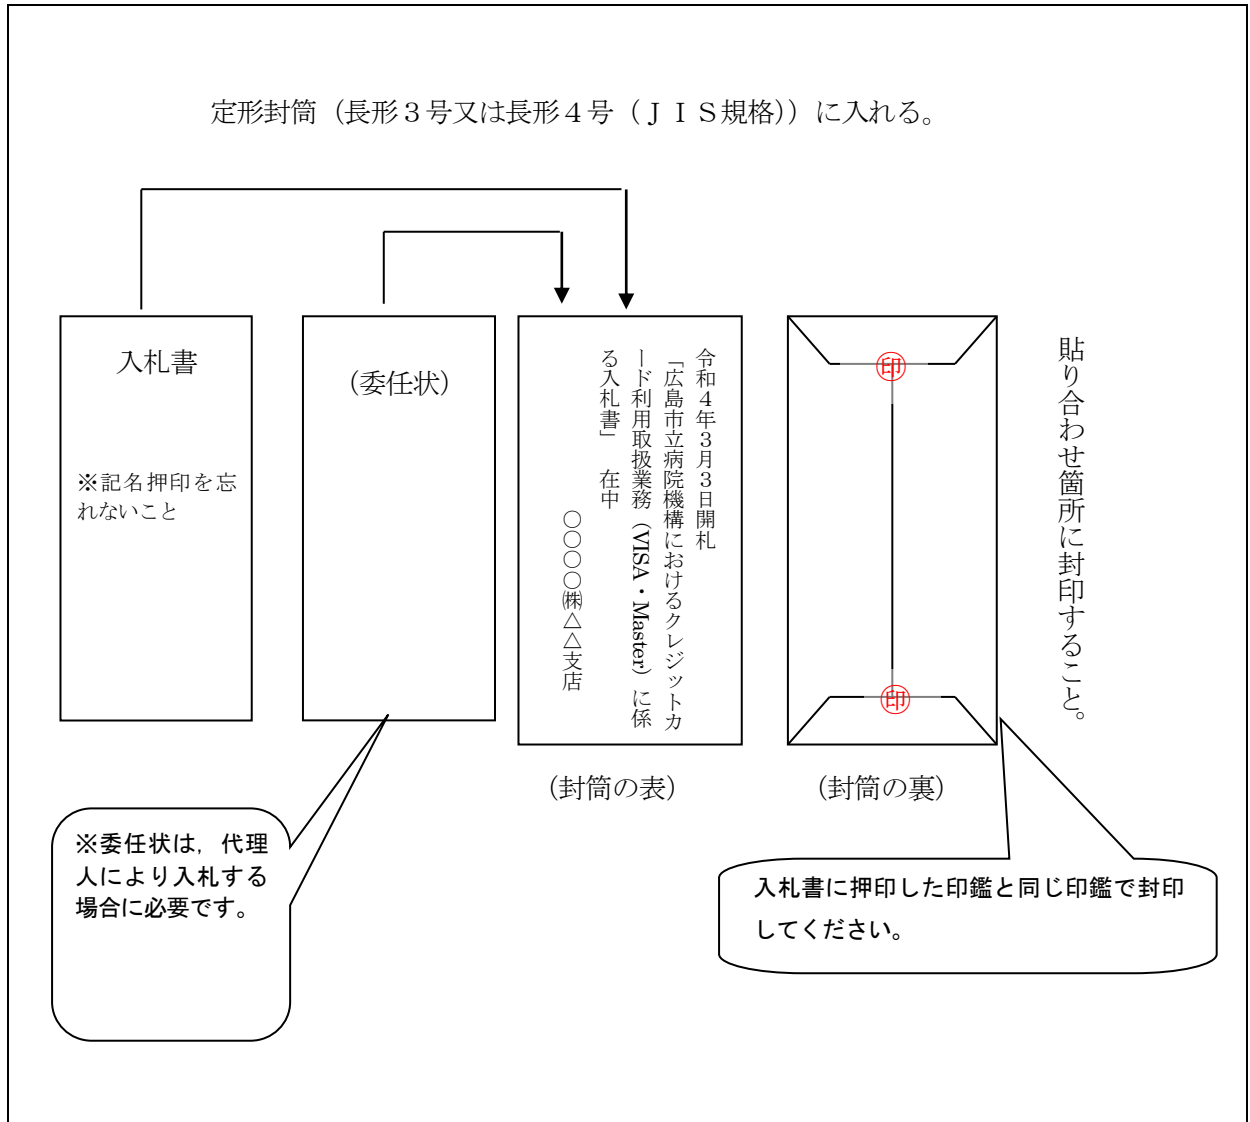 定形封筒（長形３号又は長形４号（ＪＩＳ規格））に入れる。
入札書
※記名押印を忘
れないこと
（委任状）
令和４年３月３日開札
「広島市立病院機構におけるクレジットカ
ード利用取扱業務（VISA・Master）に係
る入札書」　在中
〇〇〇〇㈱△△支店
印
印
貼り合わせ箇所に封印すること。
（封筒の表）
（封筒の裏）
※委任状は，代理
人により入札する
場合に必要です。
入札書に押印した印鑑と同じ印鑑で封印
してください。